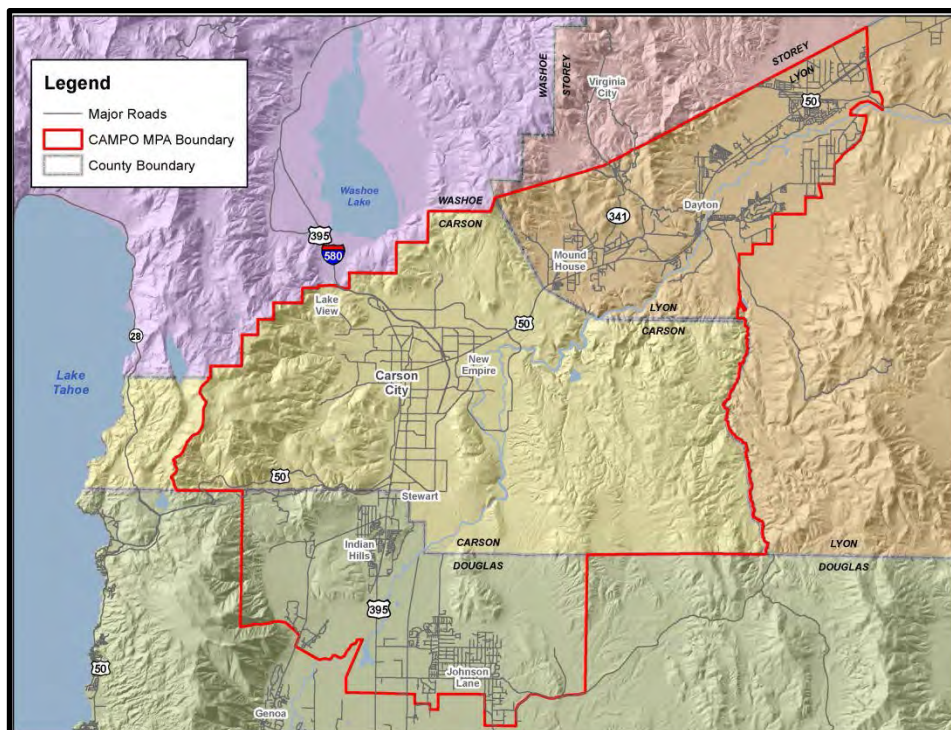 Legend
Major Roads
CAMPO MPA Boundary
County Boundary
WASHOE
STOREY
Virginia
City
STOREY
LYON
50
Washoe
Lake
395
580
WASHOE
CARSON
341
Dayton
Mound
House
Lake
View
50
LYON
CARSON
28
Lake
Tahoe
New
Empire
Carson
City
50
Stewart
Indian
Hills
CARSON
DOUGLAS
LYON
DOUGLAS
395
50
Johnson
Lane
Genoa